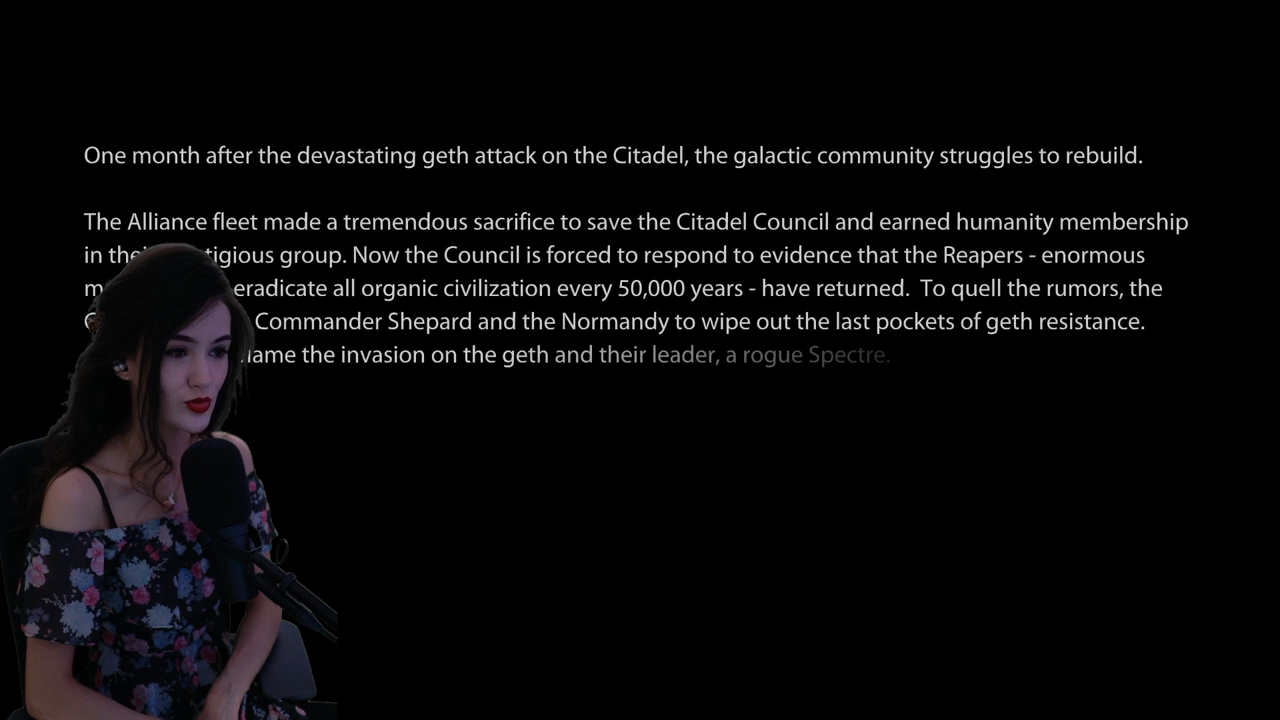 One month after the devastating geth attack on the Citadel, the galactic community struggles to rebuild.
The Alliance fleet made a tremendous sacrifice to save the Citadel Council and earned humanity membership
in group. Now the Council is forced to respond to evidence that the Reapers - enormous
eradicate all organic civilization every 50,000 years - have returned. To quell the rumors, the
Commander Shepard and the Normandy to wipe out the last pockets of geth resistance.
the invasion on the geth and their leader, a rogue Spectre.